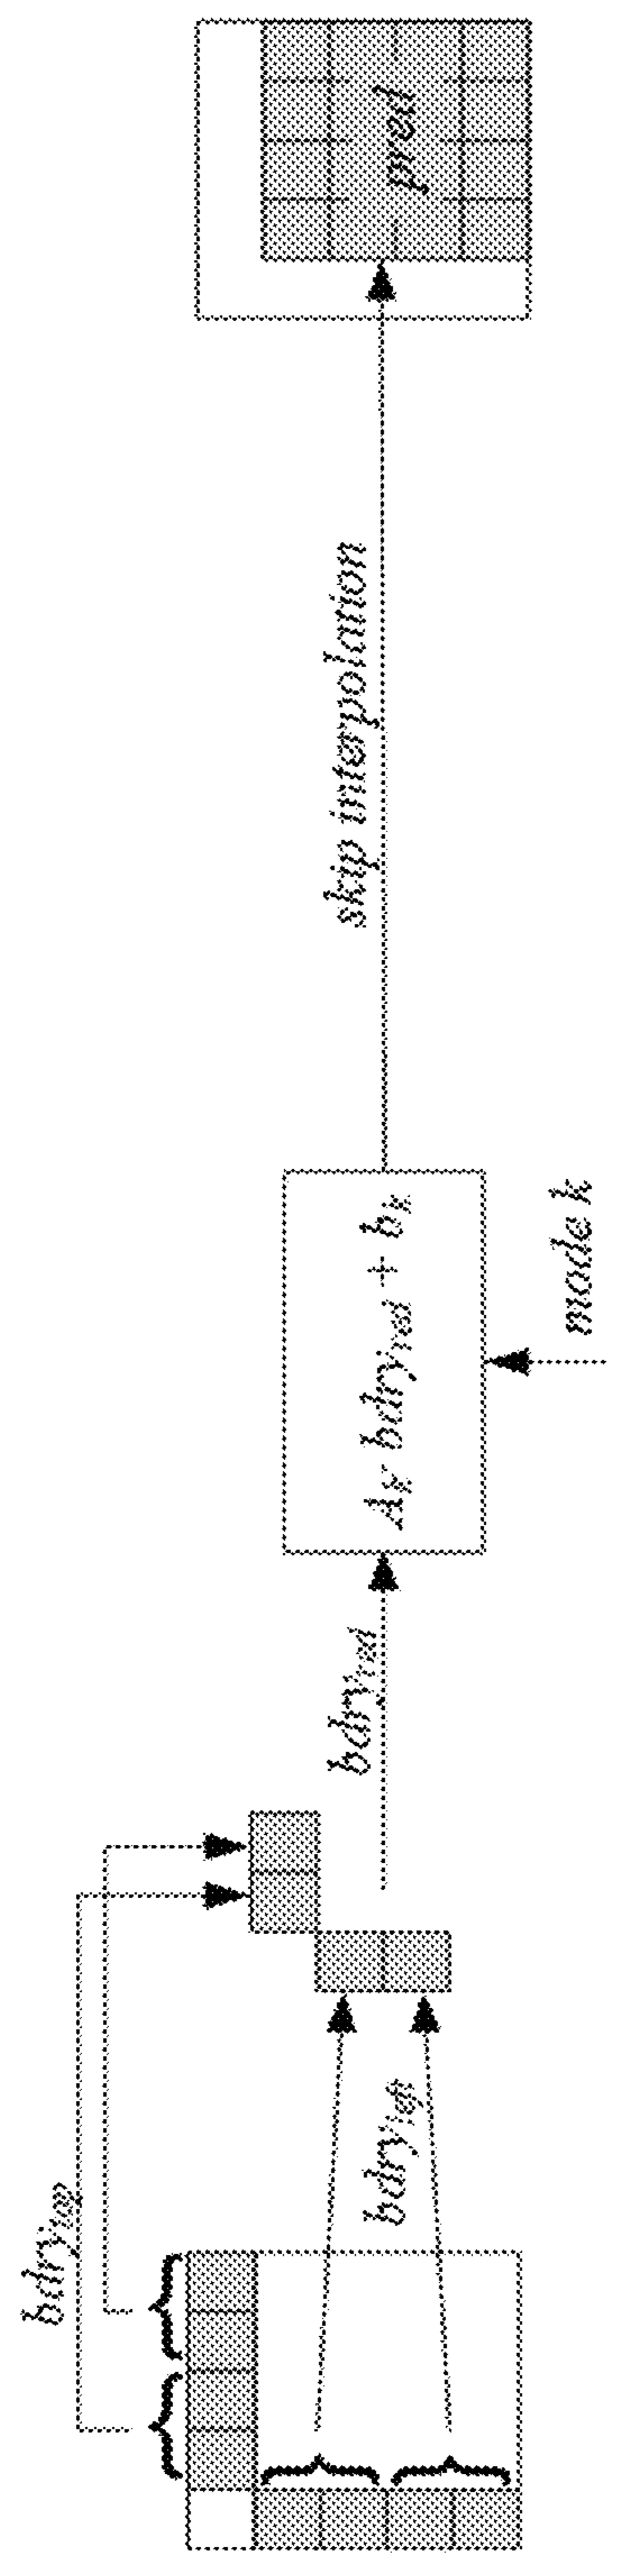 bdry_top
bdry_left
bdry_red
A_k bdry_red + b_k
mode k
skip interpolation
pred